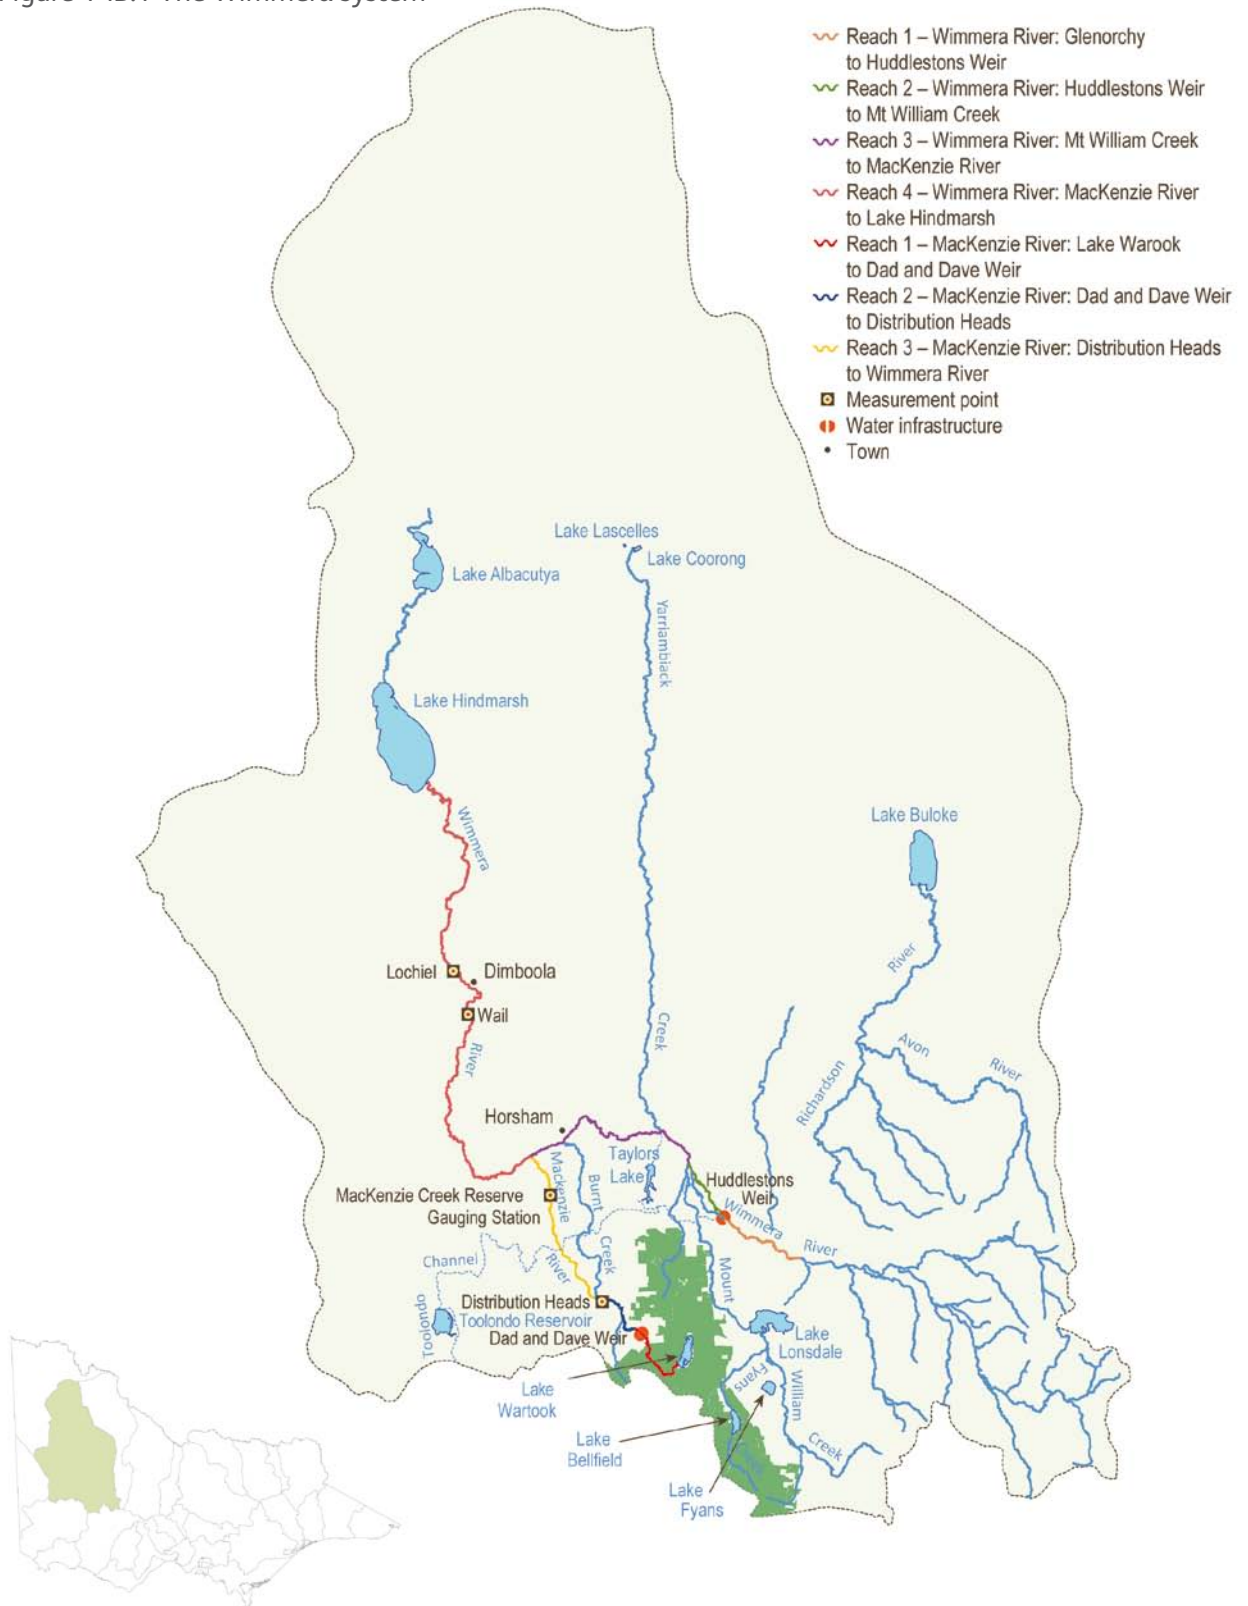 Figure The Wimmera system
Reach 1 – Wimmera River: Glenorchy
to Huddlestons Weir
Reach 2 – Wimmera River: Huddlestons Weir
to Mt William Creek
Reach 3 – Wimmera River: Mt William Creek
to MacKenzie River
Reach 4 – Wimmera River: MacKenzie River
to Lake Hindmarsh
Reach 1 – MacKenzie River: Lake Warook
to Dad and Dave Weir
Reach 2 – MacKenzie River: Dad and Dave Weir
to Distribution Heads
Reach 3 – MacKenzie River: Distribution Heads
to Wimmera River
Measurement point
Water infrastructure
Town
Lake Lascelles
Lake Coorong
Lake Albacutya
Yarriambiack
Lake Hindmarsh
Wimmera
Lake Buloke
River
Lochiel
Dimboola
Wail
Creek
River
Avon
River
Richardson
Horsham
Taylors
Lake
Mackenzie
Burnt
Huddlestons
Weir
MacKenzie Creek Reserve
Gauging Station
Wimmera
River
Creek
Channel
River
Mount
Distribution Heads
Toolondo Reservoir
Dad and Dave Weir
Toolondo
Lake
Lonsdale
Fyans
William
Lake
Wartook
Lake
Bellfield
Creek
Creek
Lake
Fyans